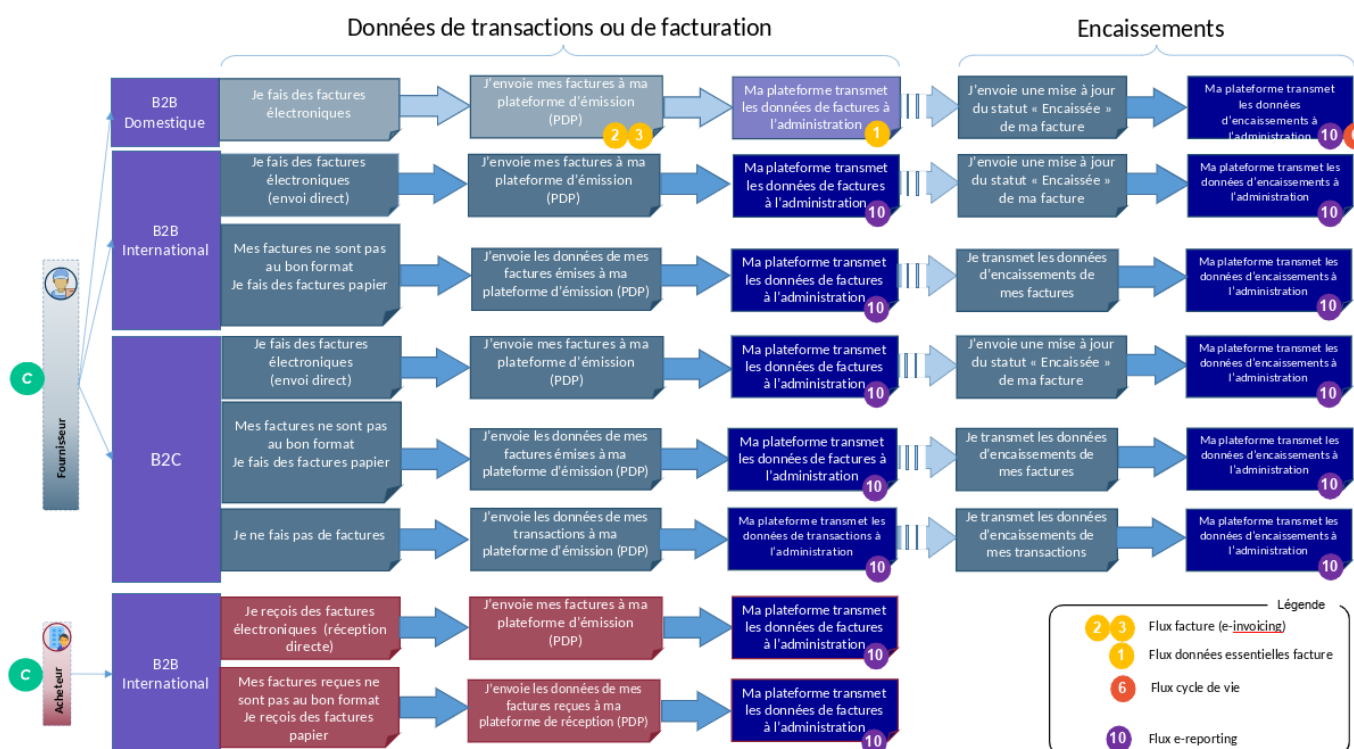 Données de transactions ou de facturation
Encaissements
B2B
Domestique
Je fais des factures
électroniques
J'envoie mes factures à ma
plateforme d'émission
(PDP)
2 3
Ma plateforme transmet
les données de factures à
l'administration
1
J'envoie une mise à jour
du statut « Encaissée »
de ma facture
Ma plateforme transmet
les données
d'encaissements à
l'administration
10
6
B2B
International
Je fais des factures
électroniques
(envoi direct)
J'envoie mes factures à ma
plateforme d'émission
(PDP)
Ma plateforme transmet
les données de factures
à l'administration
10
J'envoie une mise à jour
du statut « Encaissée »
de ma facture
Ma plateforme transmet les
données d'encaissements à
l'administration
10
Mes factures ne sont pas
au bon format
Je fais des factures papier
J'envoie les données de mes
factures émises à ma
plateforme d'émission (PDP)
Ma plateforme transmet
les données de factures
à l'administration
10
Je transmet les données
d'encaissements de
mes factures
Ma plateforme transmet les
données d'encaissements à
l'administration
10
C
Fournisseur
B2C
Je fais des factures
électroniques
(envoi direct)
J'envoie mes factures à ma
plateforme d'émission
(PDP)
Ma plateforme transmet
les données de factures
à l'administration
10
J'envoie une mise à jour
du statut « Encaissée »
de ma facture
Ma plateforme transmet les
données d'encaissements à
l'administration
10
Mes factures ne sont pas
au bon format
Je fais des factures papier
J'envoie les données de mes
factures émises à ma
plateforme d'émission (PDP)
Ma plateforme transmet
les données de factures à
l'administration
10
Je transmet les données
d'encaissements de
mes factures
Ma plateforme transmet les
données d'encaissements à
l'administration
10
Je ne fais pas de factures
J'envoie les données de mes
transactions à ma
plateforme d'émission (PDP)
Ma plateforme transmet les
données de transactions à
l'administration
10
Je transmet les données
d'encaissements de
mes transactions
Ma plateforme transmet les
données d'encaissements à
l'administration
10
C
Acheteur
B2B
International
Je reçois des factures
électroniques (réception
directe)
J'envoie mes factures à ma
plateforme d'émission
(PDP)
Ma plateforme transmet
les données de factures
à l'administration
10
Mes factures reçues ne
sont pas au bon format
Je reçois des factures
papier
J'envoie les données de mes
factures reçues à ma
plateforme de réception (PDP)
Ma plateforme transmet
les données de factures
à l'administration
10
Légende
2 3 Flux facture (e-invoicing)
1 Flux données essentielles facture
6 Flux cycle de vie
10 Flux e-reporting